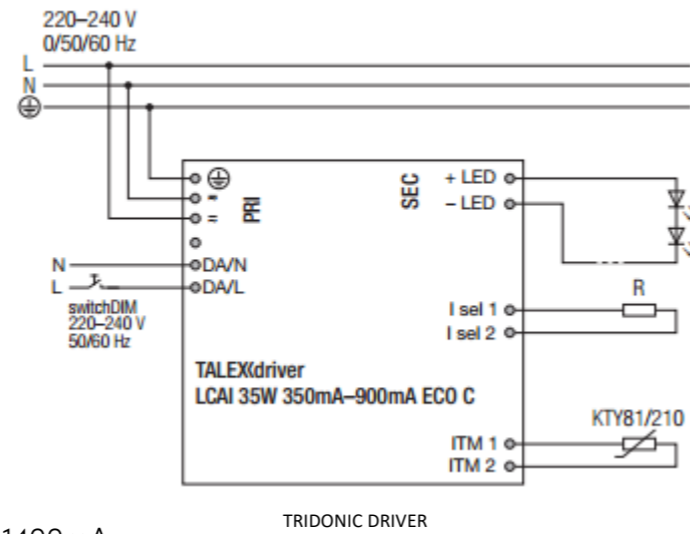 220–240 V
0/50/60 Hz
L
N
~
=
PRI
SEC
+ LED
– LED
N
L
DA/N
DA/L
switchDIM
220–240 V
50/60 Hz
I sel 1
I sel 2
R
TALEXXdriver
LCAI 35W 350mA–900mA ECO C
KTY81/210
ITM 1
ITM 2
TRIDONIC DRIVER